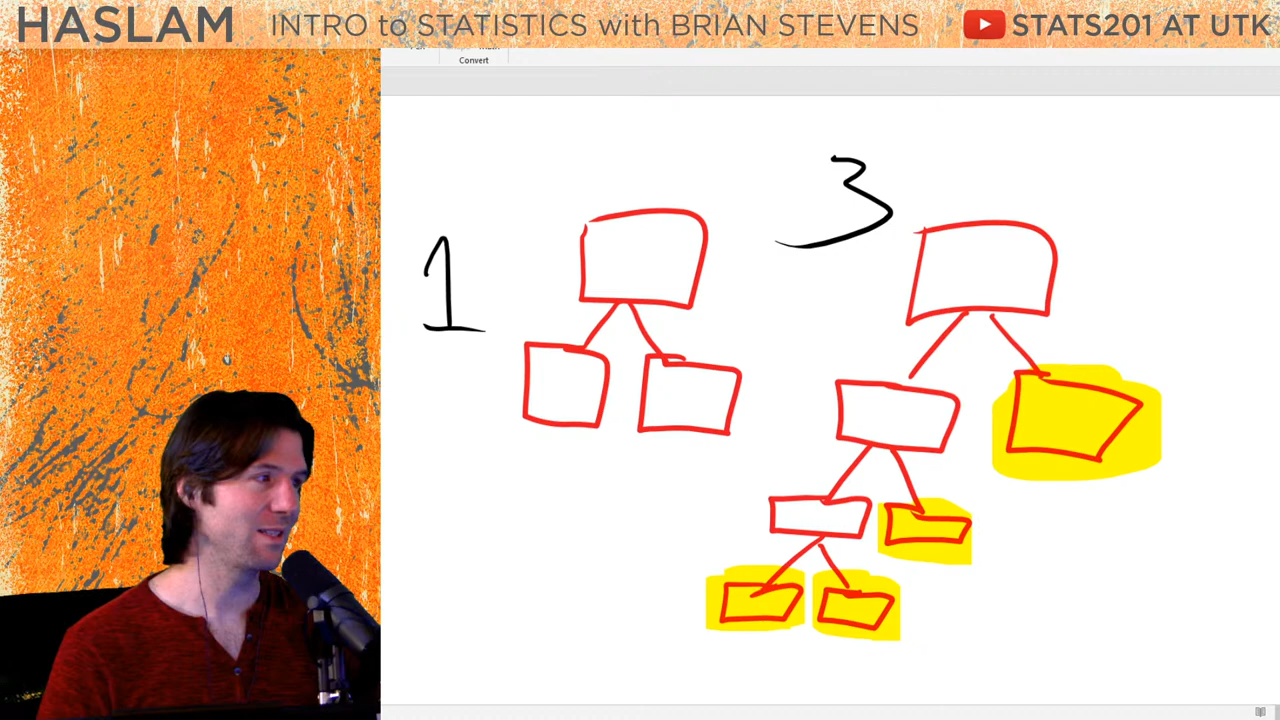 HASLAM INTRO to STATISTICS with BRIAN STEVENS STATS201 AT UTK
Convert
1
3